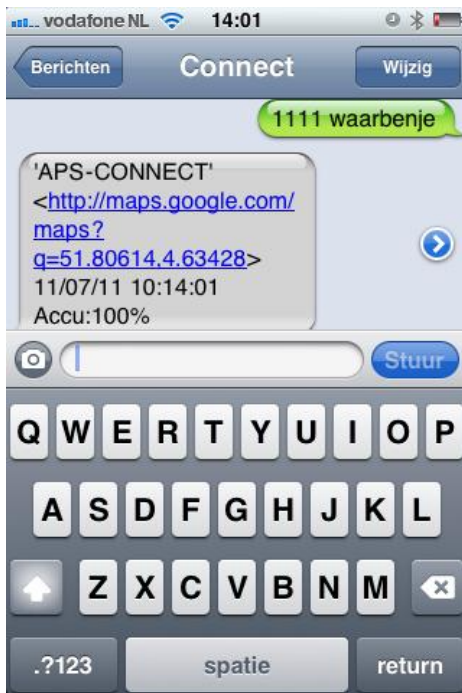 vodafone NL 14:01
Berichten Connect Wijzig
1111 waarbenje
'APS-CONNECT'
<http://maps.google.com/
maps?
q=51.80614,4.63428>
11/07/11 10:14:01
Accu:100%
Stuur
Q W E R T Y U I O P
A S D F G H J K L
Z X C V B N M
.?123 spatie return